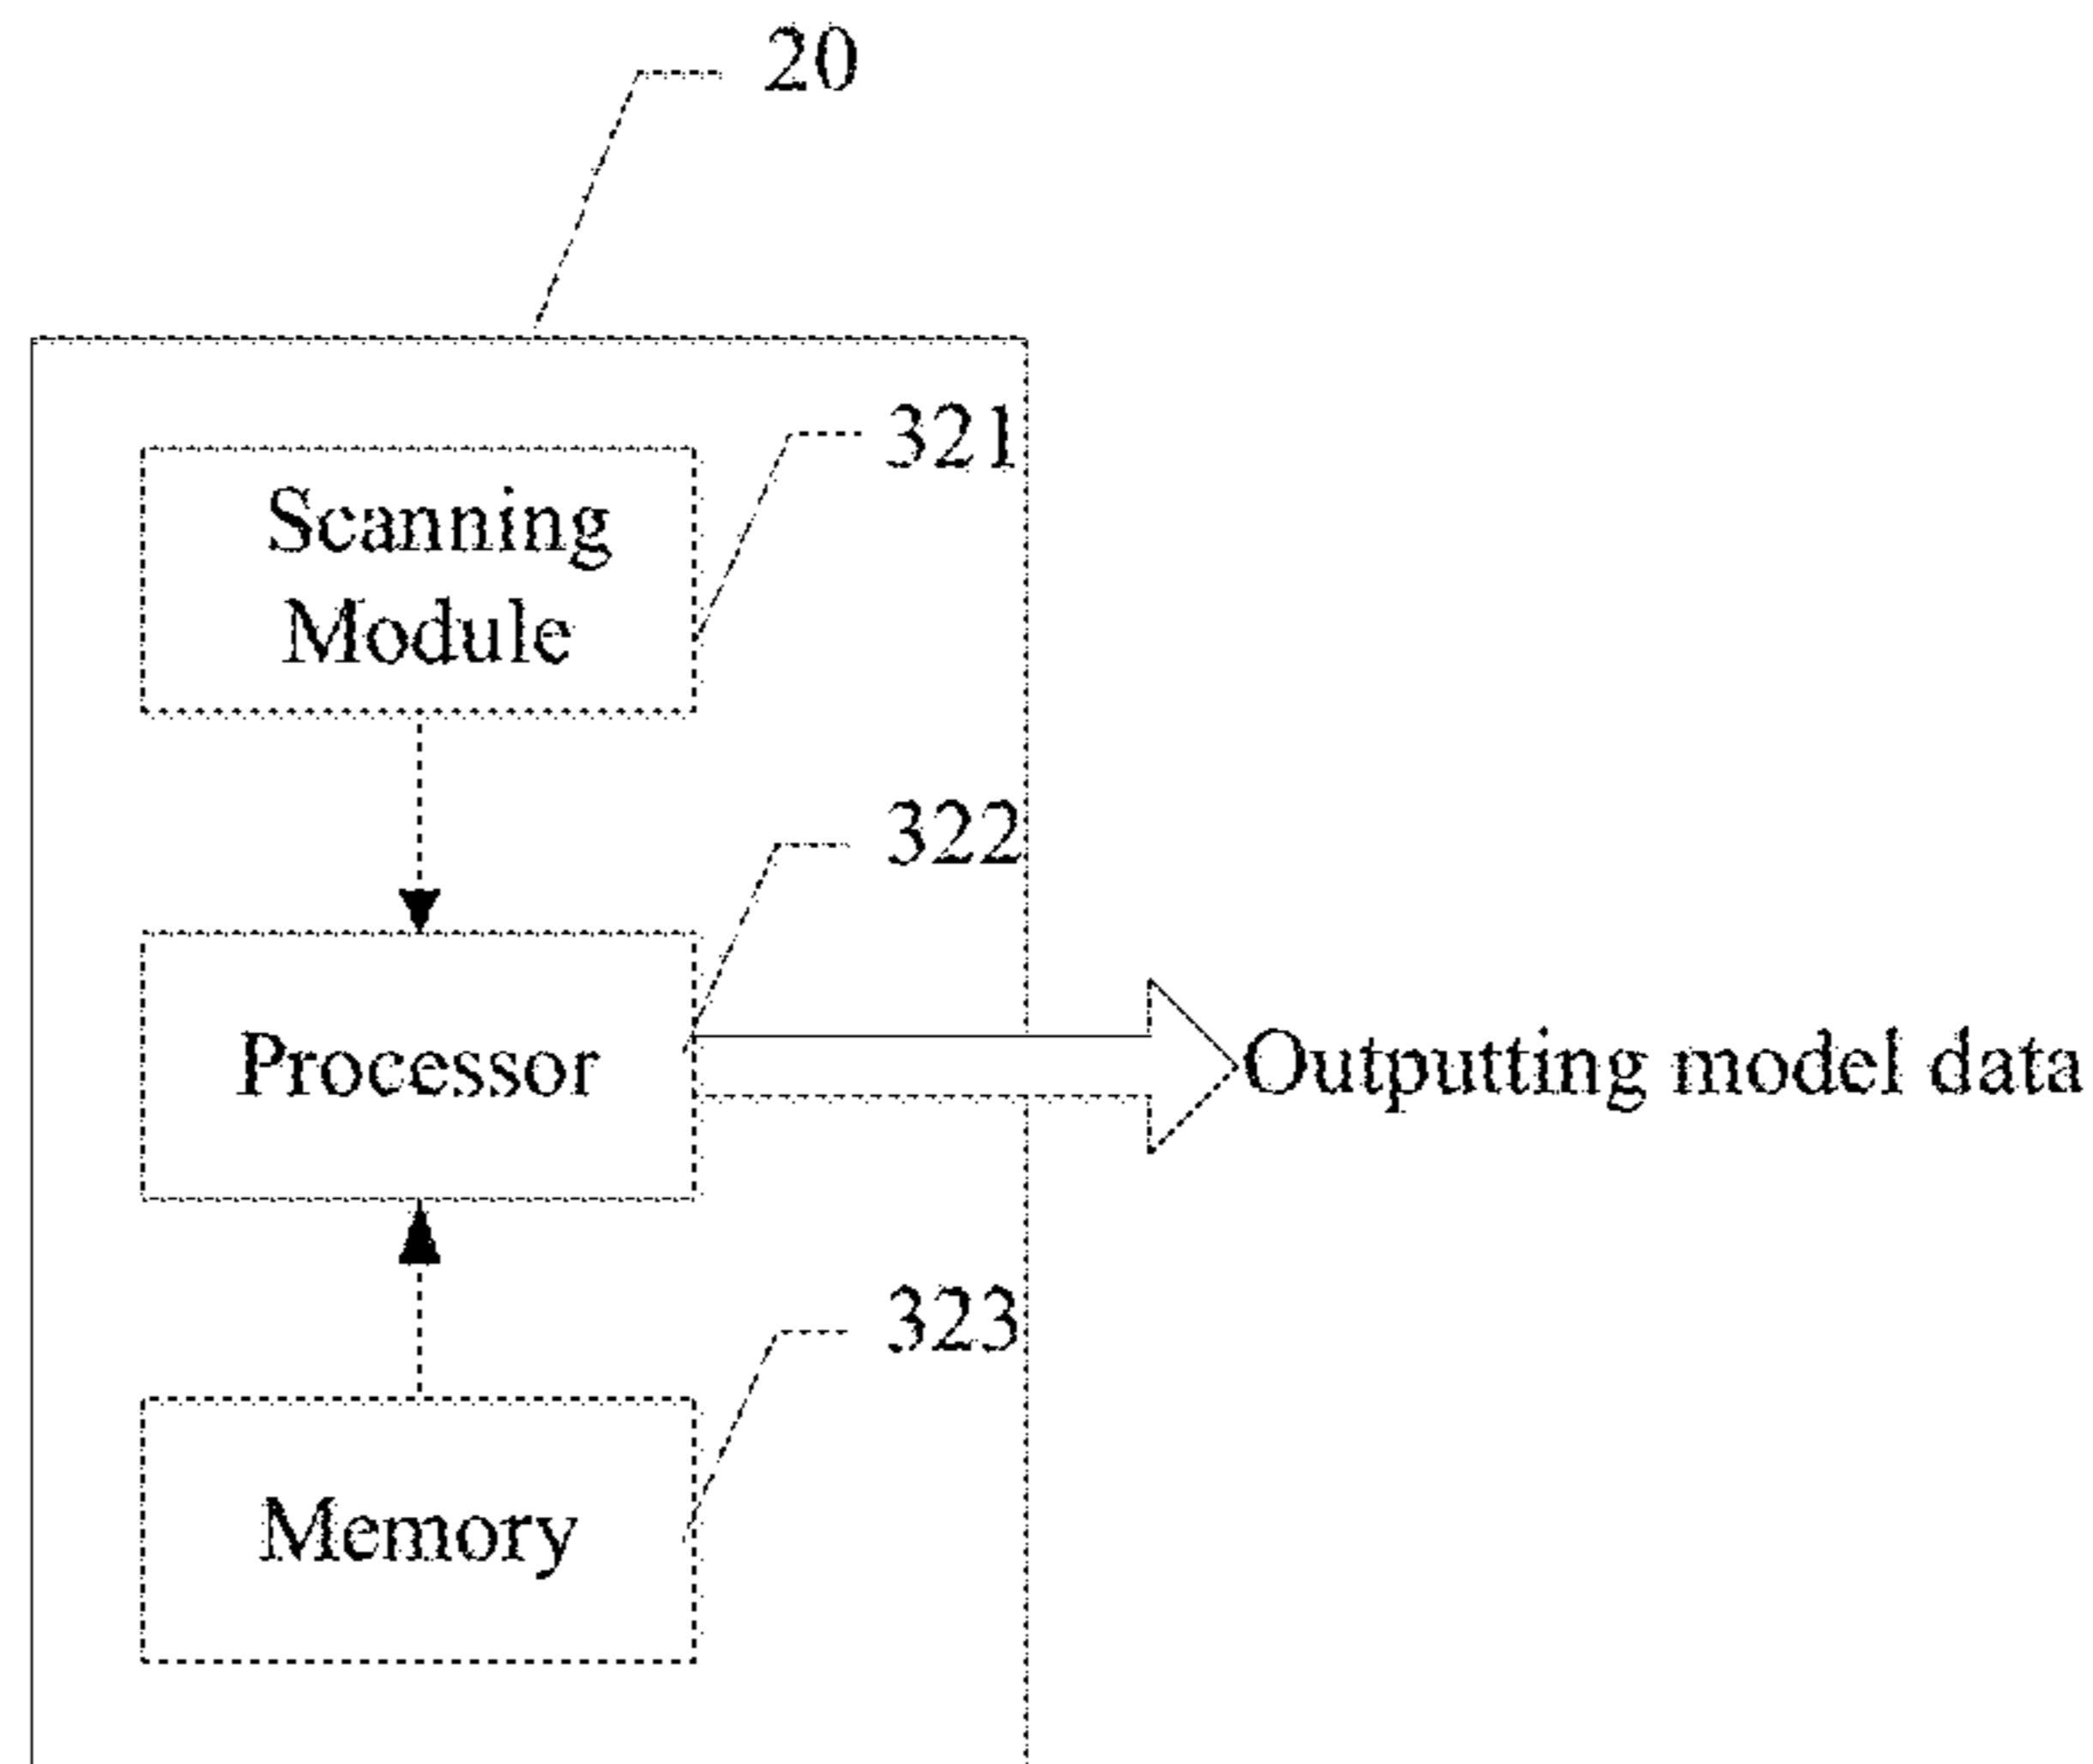 20
321
Scanning
Module
322
Processor
Outputting model data
323
Memory